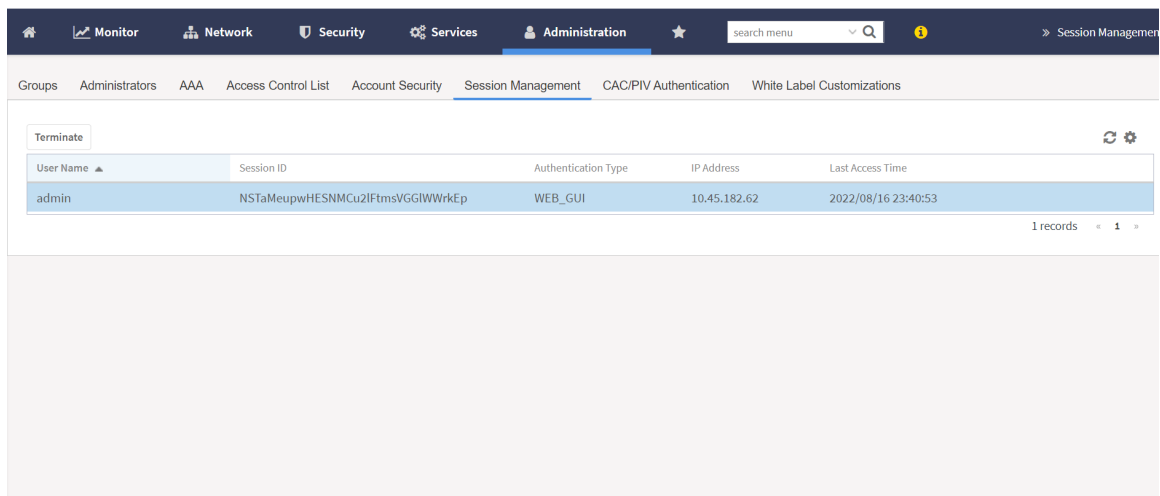 Monitor Network Security Services Administration search menu » Session Managemen
Groups Administrators AAA Access Control List Account Security Session Management CAC/PIV Authentication White Label Customizations
Terminate
User Name Session ID Authentication Type IP Address Last Access Time
admin NSTaMeupwHESNMCu2lFtmsVGGlWWrkEp WEB_GUI 10.45.182.62 2022/08/16 23:40:53
1 records « 1 »